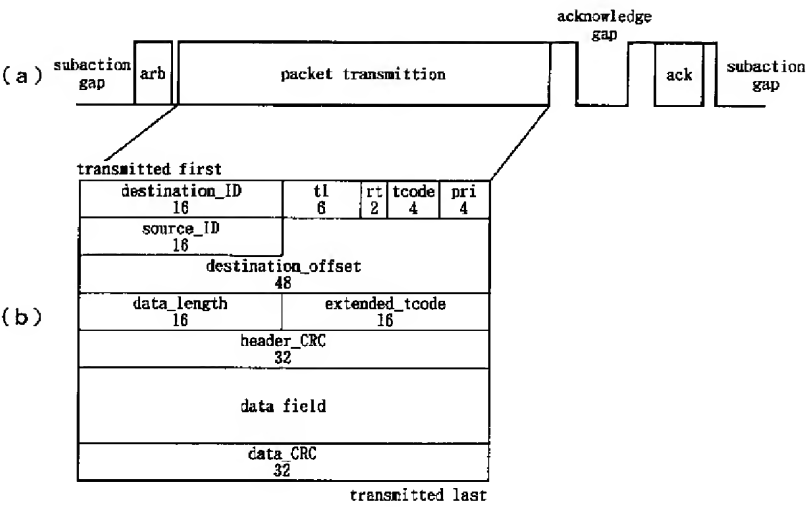 acknowledge
gap
(a) subaction gap arb packet transmittion ack subaction gap
transmitted first
destination_ID tl rt tcode pri
16 6 2 4 4
source_ID
16
destination_offset
48
(b) data_length extended_tcode
16 16
header_CRC
32
data field
data_CRC
32
transmitted last